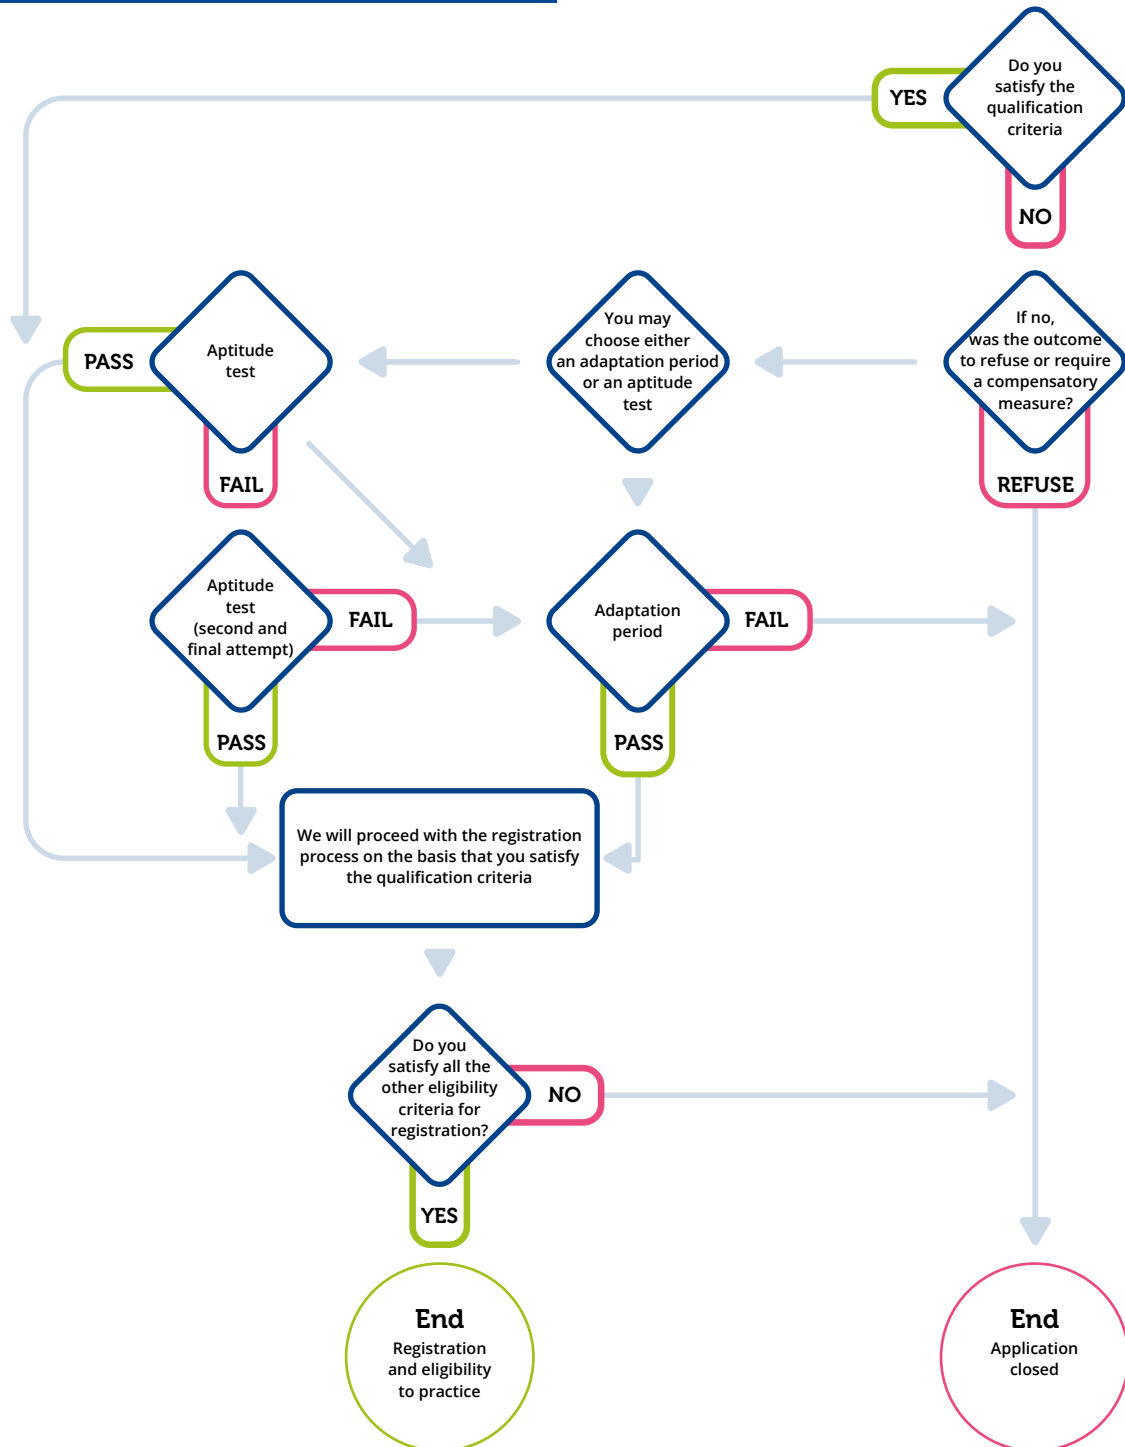 Do you
satisfy the
qualification
criteria
YES
NO
If no,
was the outcome
to refuse or require
a compensatory
measure?
REFUSE
You may
choose either
an adaptation period
or an aptitude
test
Aptitude
test
PASS
FAIL
Aptitude
test
(second and
final attempt)
FAIL
PASS
Adaptation
period
FAIL
PASS
We will proceed with the registration
process on the basis that you satisfy
the qualification criteria
Do you
satisfy all the
other eligibility
criteria for
registration?
NO
YES
End
Registration
and eligibility
to practice
End
Application
closed